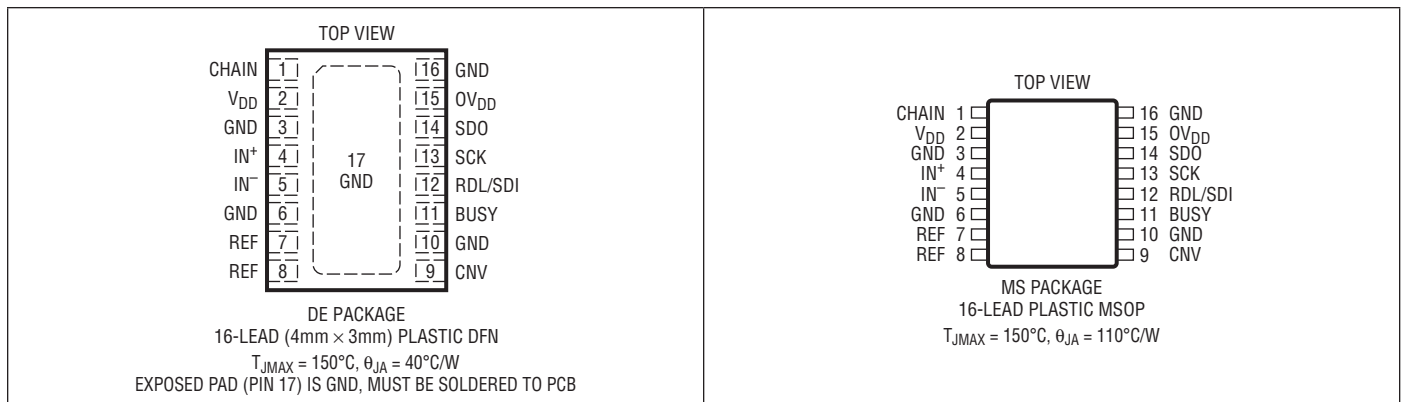 TOP VIEW
CHAIN 1
VDD 2
GND 3
IN+ 4
IN− 5
GND 6
REF 7
REF 8
17
GND
16 GND
15 OVDD
14 SDO
13 SCK
12 RDL/SDI
11 BUSY
10 GND
9 CNV
DE PACKAGE
16-LEAD (4mm × 3mm) PLASTIC DFN
TJMAX = 150°C, θJA = 40°C/W
EXPOSED PAD (PIN 17) IS GND, MUST BE SOLDERED TO PCB
TOP VIEW
CHAIN 1
VDD 2
GND 3
IN+ 4
IN− 5
GND 6
REF 7
REF 8
16 GND
15 OVDD
14 SDO
13 SCK
12 RDL/SDI
11 BUSY
10 GND
9 CNV
MS PACKAGE
16-LEAD PLASTIC MSOP
TJMAX = 150°C, θJA = 110°C/W